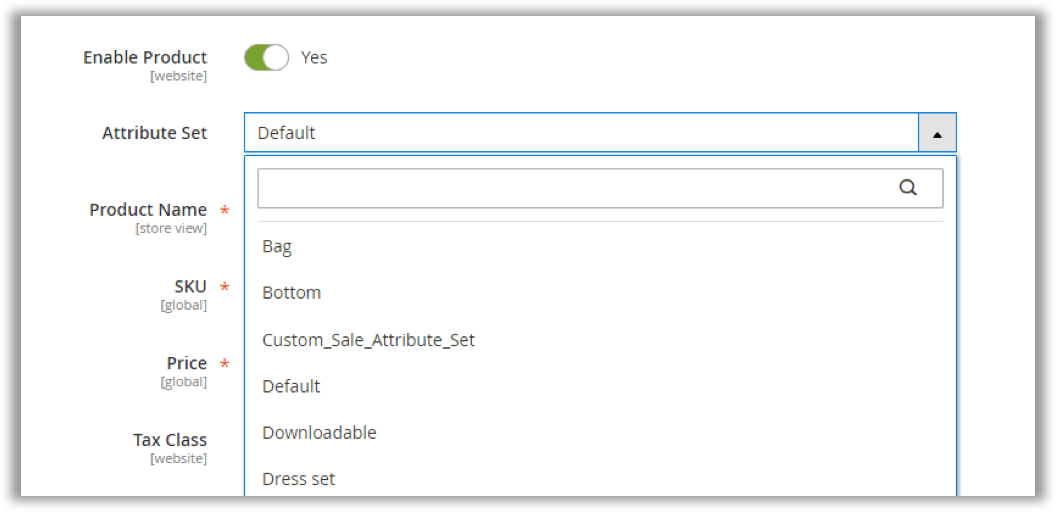 Enable Product
[website]
Yes
Attribute Set
Default
Product Name *
[store view]
SKU *
[global]
Price *
[global]
Tax Class
[website]
Bag
Bottom
Custom_Sale_Attribute_Set
Default
Downloadable
Dress set